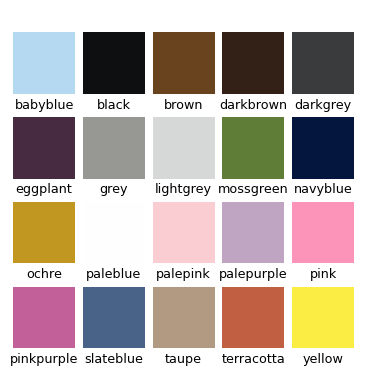 babyblue black brown darkbrown darkgrey
eggplant grey lightgrey mossgreen navyblue
ochre paleblue palepink palepurple pink
pinkpurple slateblue taupe terracotta yellow